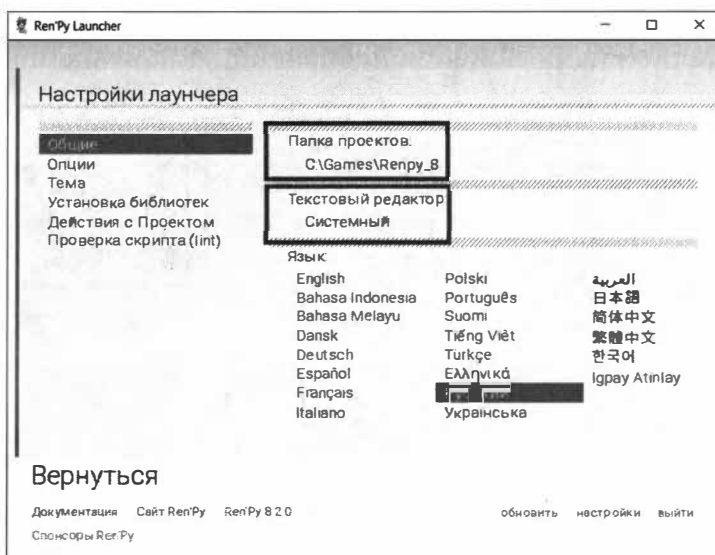 Ren'Py Launcher
Настройки лаунчера
Общие
Опции
Тема
Установка библиотек
Действия с Проектом
Проверка скрипта (lint)
Папка проектов:
C:\Games\Renpy_8
Текстовый редактор
Системный
Язык
English
Bahasa Indonesia
Bahasa Melayu
Dansk
Deutsch
Español
Français
Italiano
Polski
Português
Suomi
Tiếng Việt
Türkçe
Ελληνικά
Українська
العربية
日本語
简体中文
繁體中文
한국어
Igpay Atinlay
Вернуться
Документация Сайт Ren'Py Ren'Py 8.2.0
обновить настройки выйти
Спонсоры Ren'Py